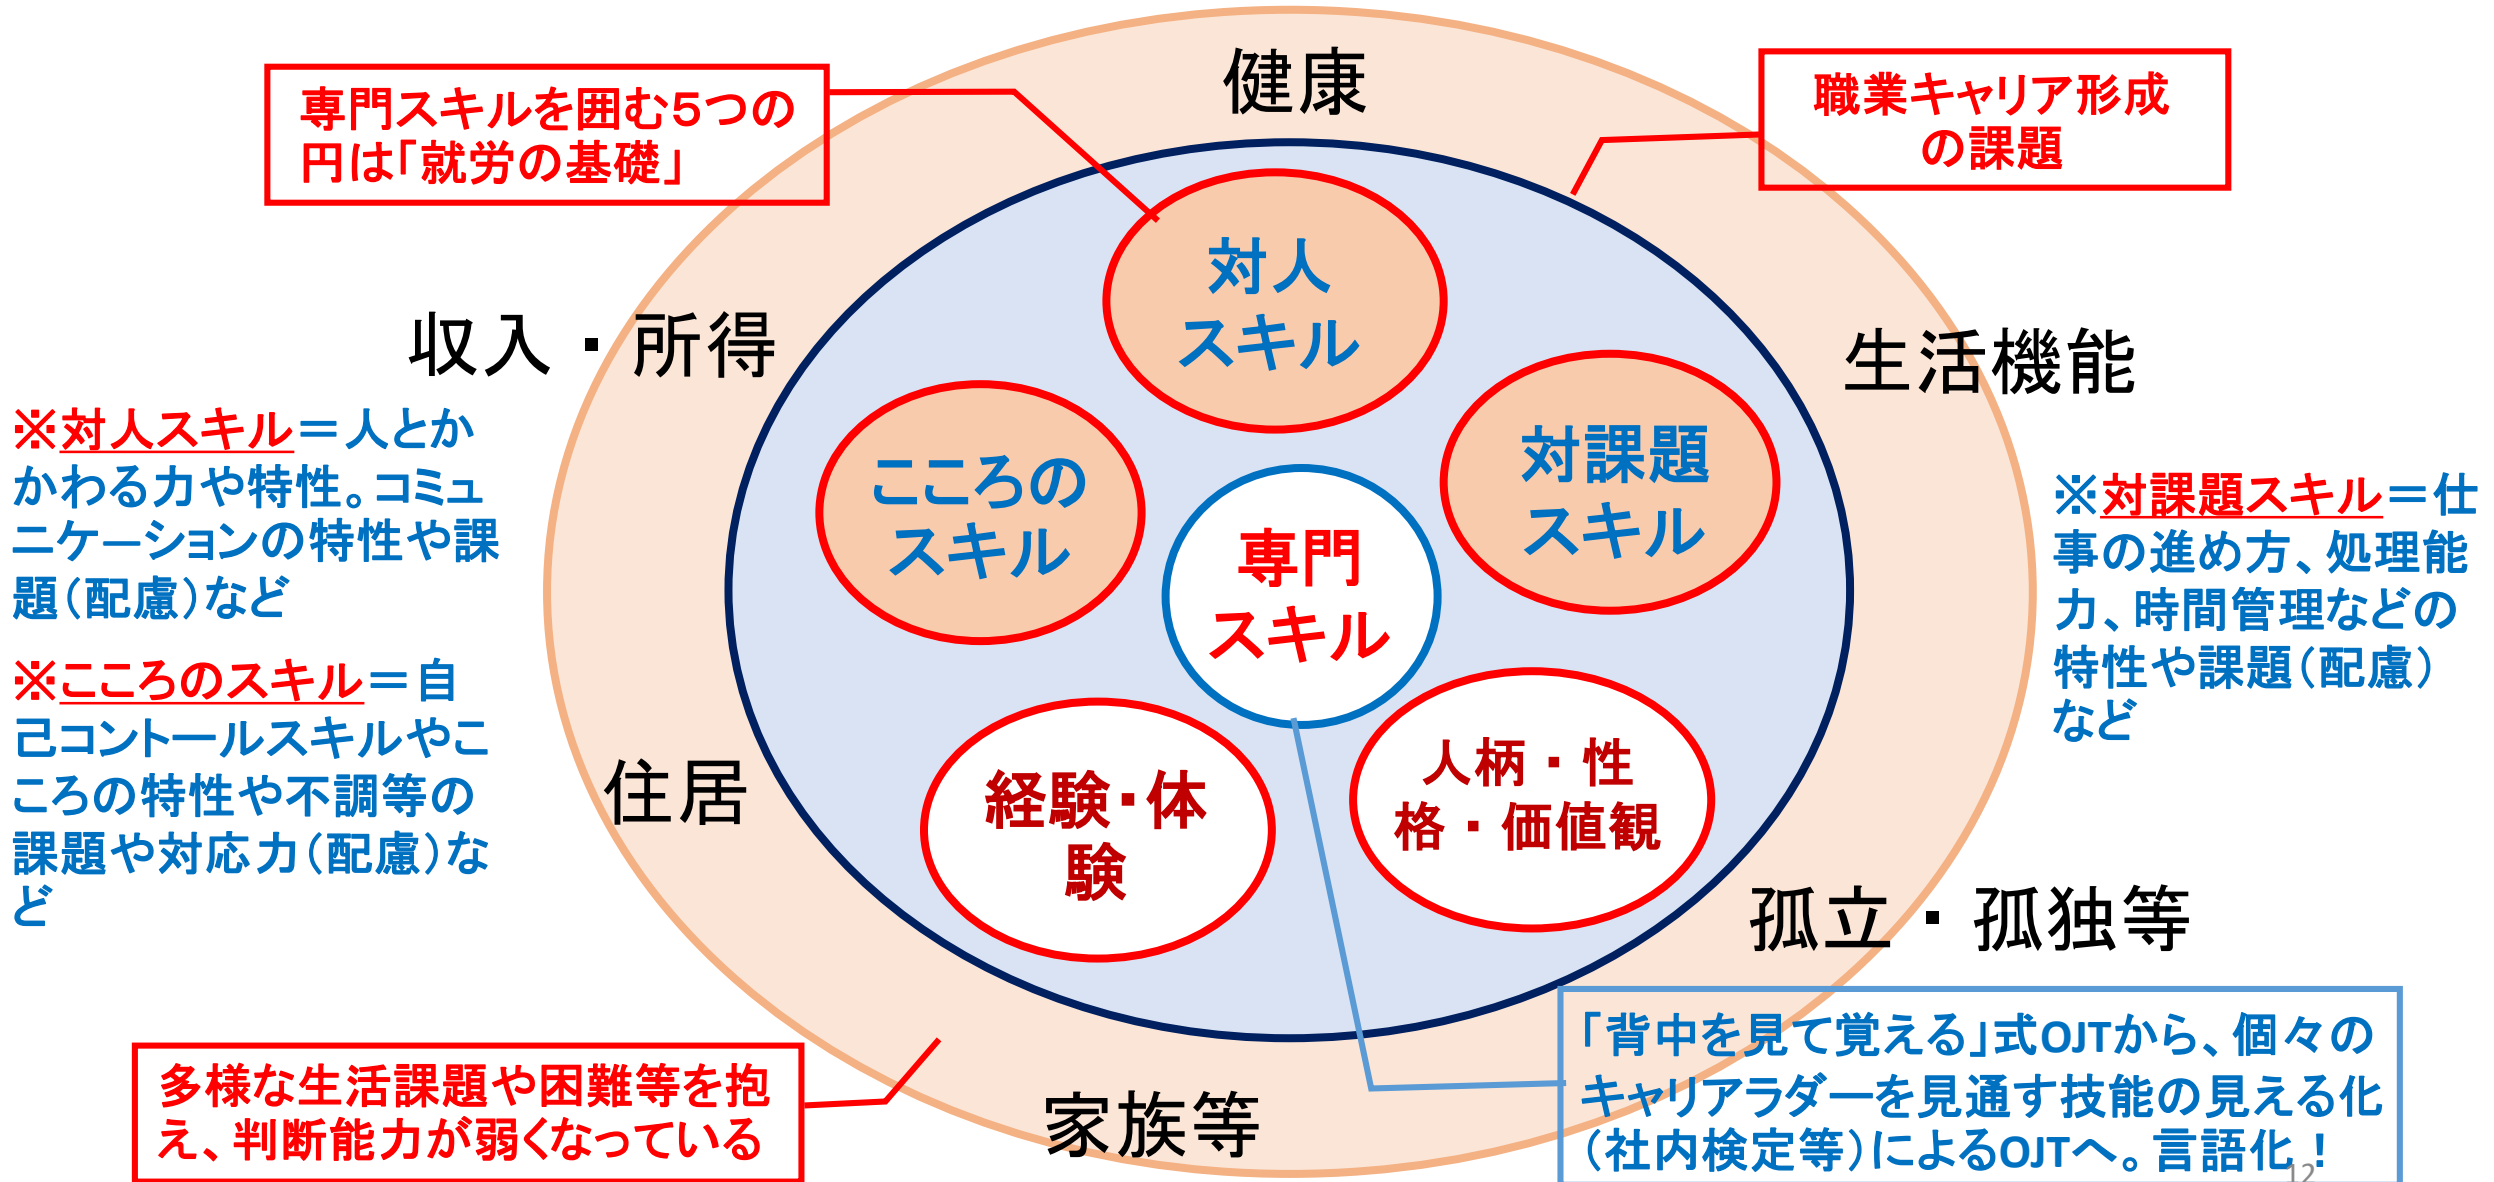 健康
専門スキルを開花させる5つの
円(弁当の具材)
職業キャリア形成
の課題
対人
スキル
収入・所得
生活機能
※対人スキル=人とか
かわる力や特性。コミュ
ニケーションの特性・課
題(配慮)など
こころの
スキル
対課題
スキル
専門
スキル
※対課題スキル=仕
事の進め方、処理能
力、時間管理などの
特性や課題(配慮)
など
※こころのスキル=自
己コントールスキルにこ
ころの特性や不調等の
課題や対処力(配慮)な
ど
住居
経験・体
験
人柄・性
格・価値観
孤立・孤独等
多様な生活課題や困難等を抱
え、判断能力が弱くなっている
家族等
「背中を見て覚える」式OJTから、個々の
キャリアラダーを見通す技能の見える化
(社内検定等)によるOJTへ。言語化!
12